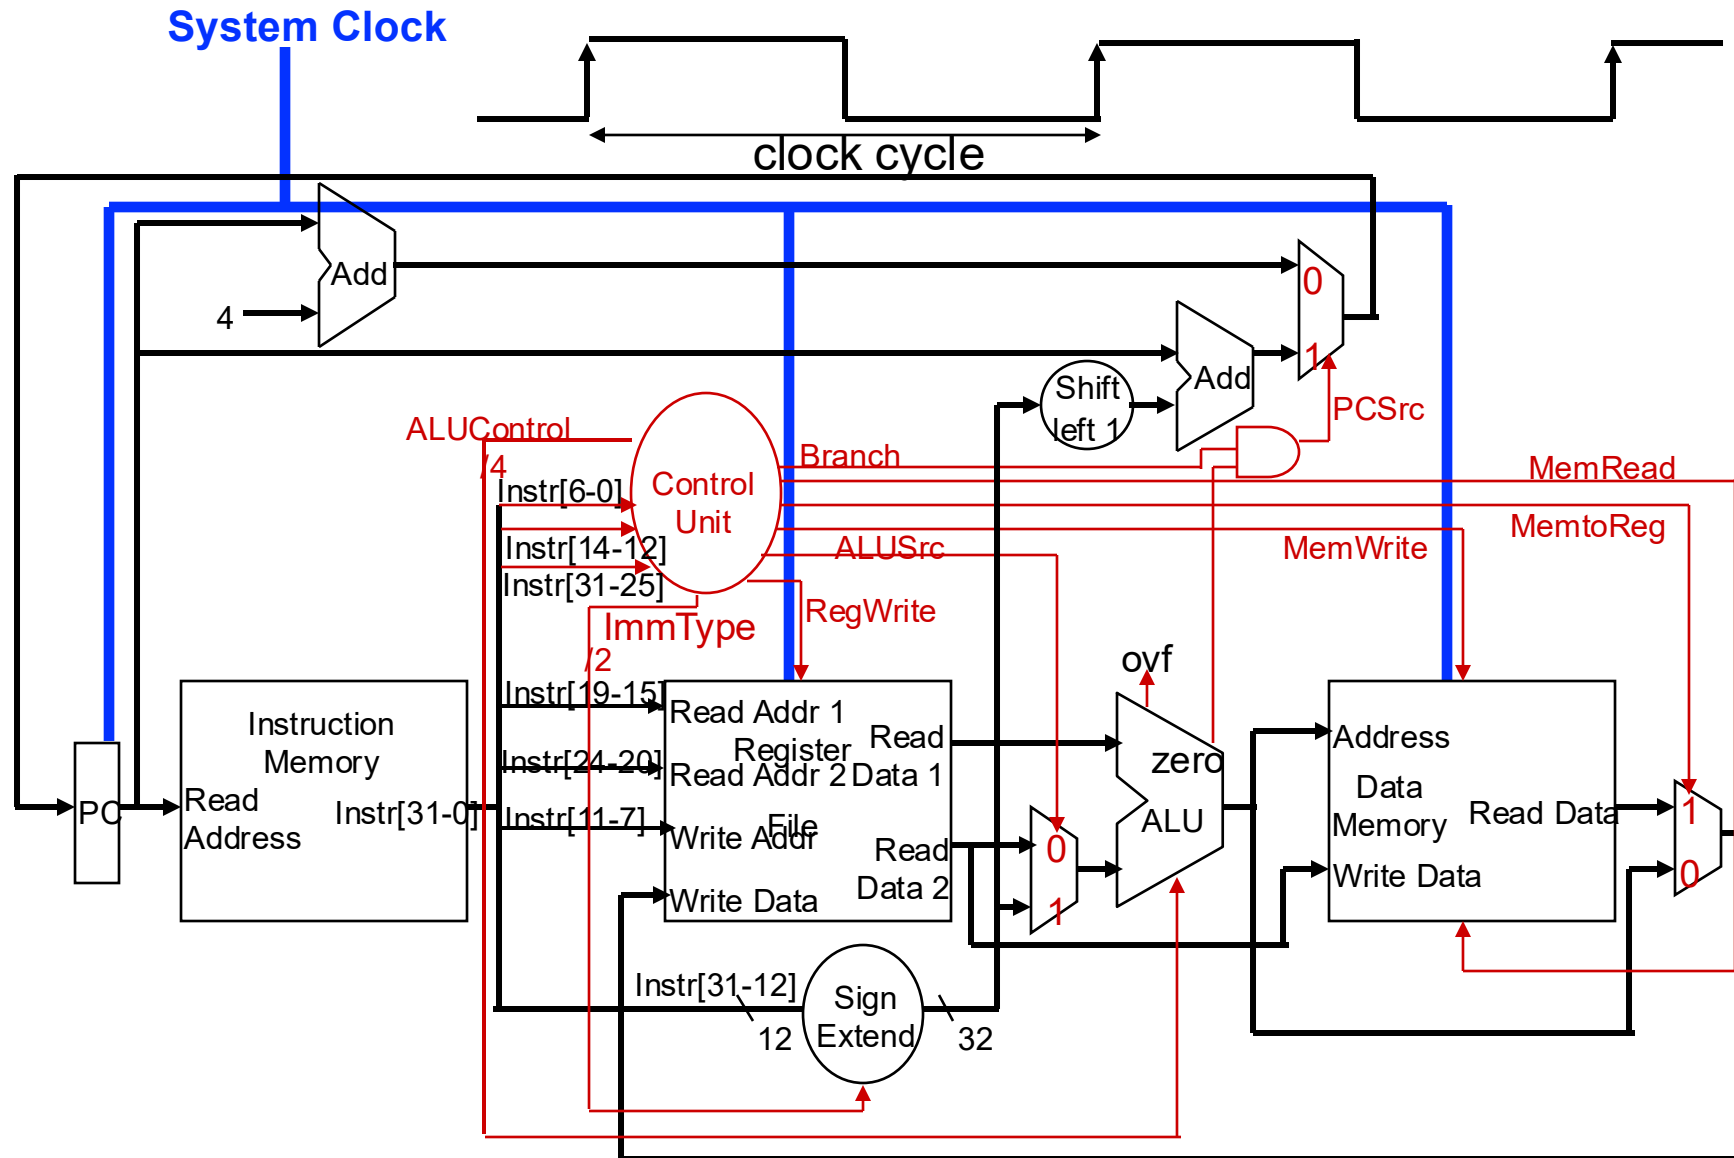 System Clock
clock cycle
Add
4
0
1
Add
Shift
left 1
PCSrc
ALUControl
/4
Branch
MemRead
Instr[6-0]
Control
Unit
MemtoReg
Instr[14-12]
ALUSrc
MemWrite
Instr[31-25]
RegWrite
ImmType
/2
ovf
Instr[19-15]
Read Addr 1
Instruction
Memory
Register
Read
Data 1
zero
Address
Instr[24-20]
Read Addr 2
Data
Memory
PC
Read
Address
Instr[31-0]
Instr[11-7]
File
Write Addr
ALU
Read Data
1
0
Read
Data 2
0
1
Write Data
Write Data
Instr[31-12]
12
Sign
Extend
32